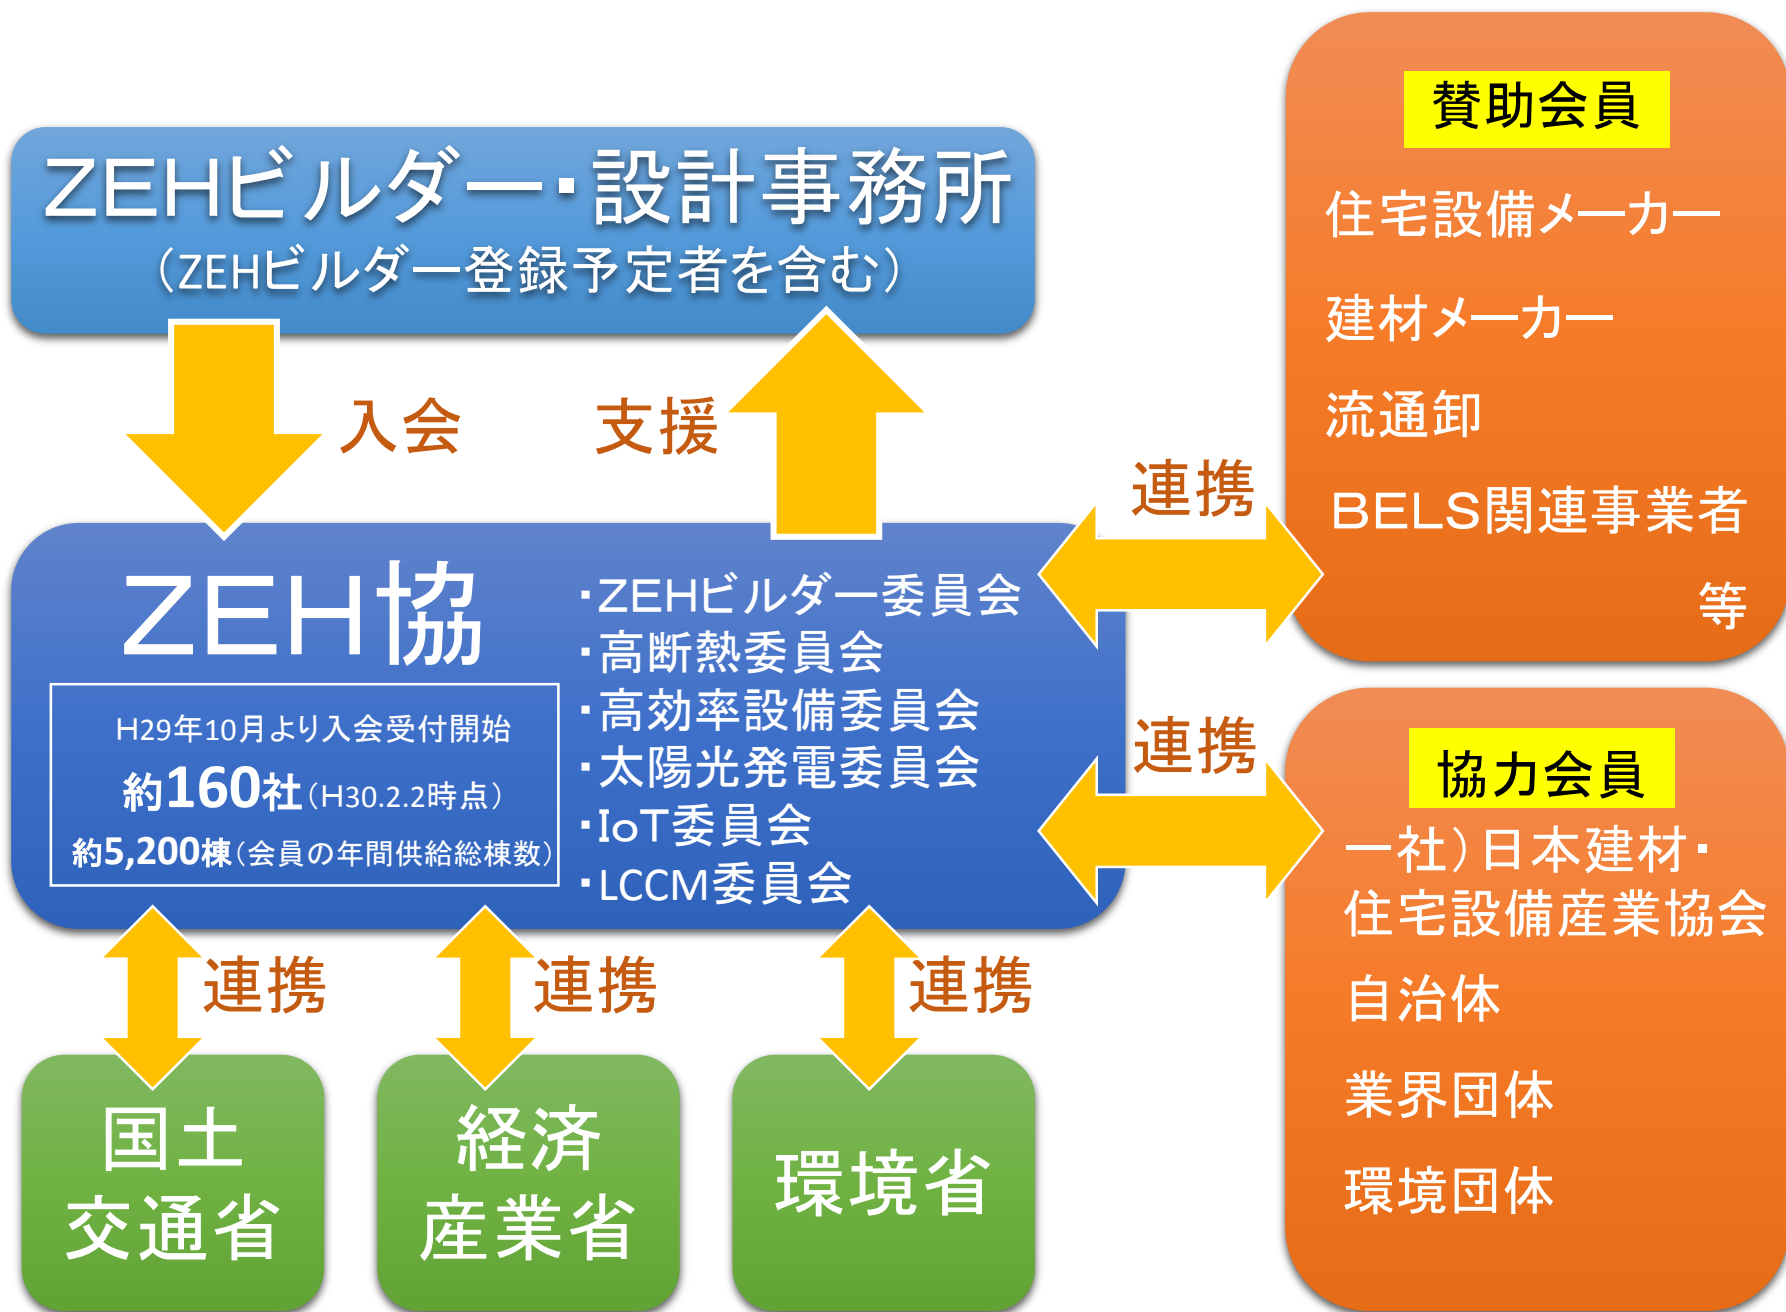 ZEHビルダー・設計事務所
（ZEHビルダー登録予定者を含む）
入会
支援
ZEH協
H29年10月より入会受付開始
約160社（H30.2.2時点）
約5,200棟（会員の年間供給総棟数）
・ZEHビルダー委員会
・高断熱委員会
・高効率設備委員会
・太陽光発電委員会
・IoT委員会
・LCCM委員会
連携
連携
賛助会員
住宅設備メーカー
建材メーカー
流通卸
BELS関連事業者
等
協力会員
一社）日本建材・
住宅設備産業協会
自治体
業界団体
環境団体
連携
連携
連携
国土
交通省
経済
産業省
環境省